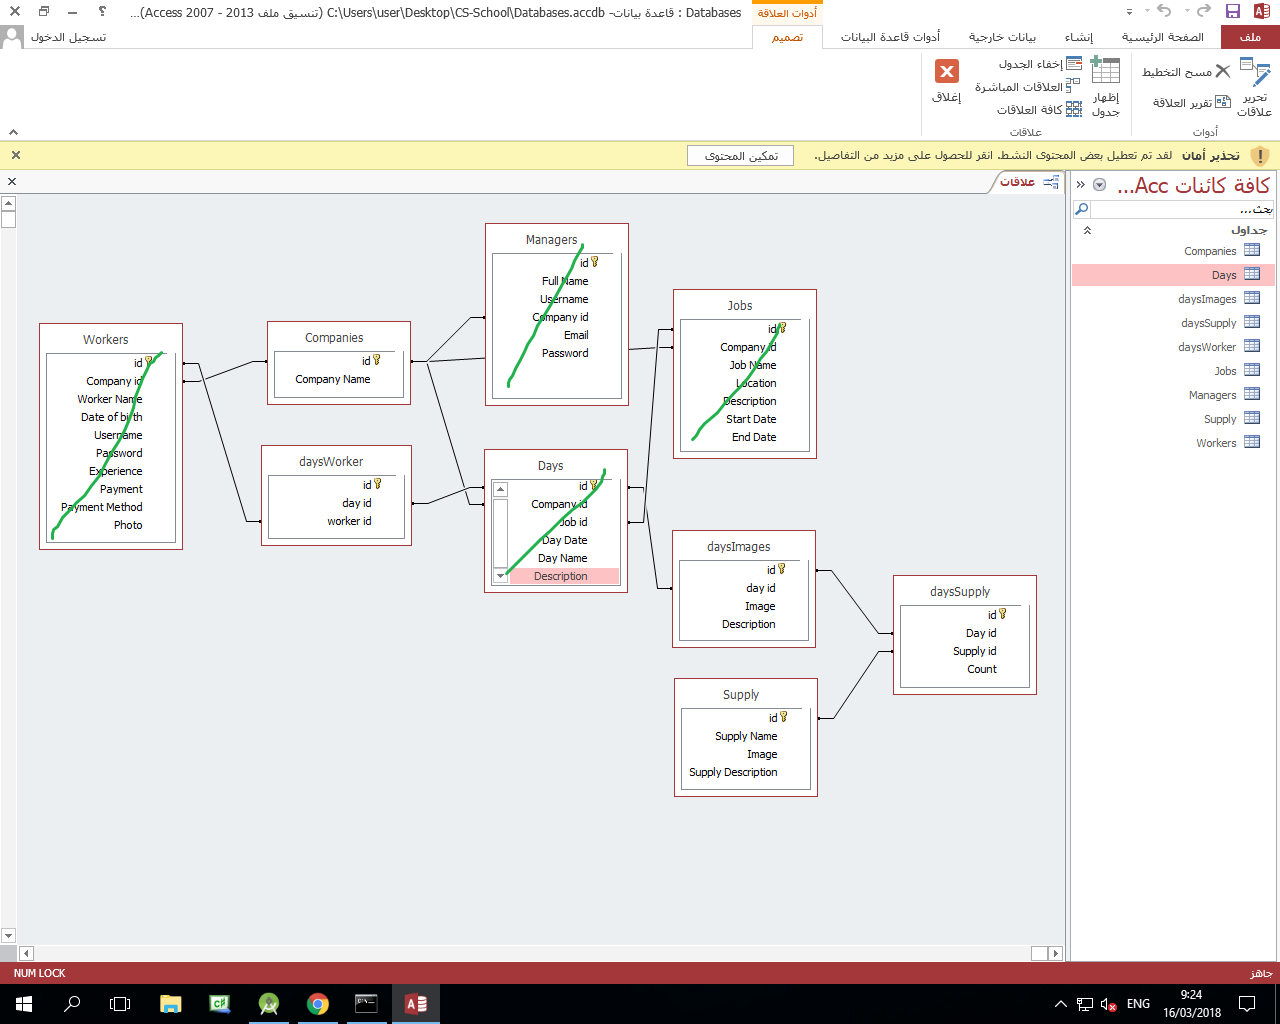 Databases : قاعدة بيانات- C:\Users\user\Desktop\CS-School\Databases.accdb (تنسيق ملف Access 2007 - 2013)...
أدوات العلاقة
تسجيل الدخول
ملف
الصفحة الرئيسية
إنشاء
بيانات خارجية
أدوات قاعدة البيانات
تصميم
تحرير علاقات
مسح التخطيط
تقرير العلاقة
أدوات
إظهار جدول
إخفاء الجدول
العلاقات المباشرة
كافة العلاقات
إغلاق
علاقات
تحذير أمان
لقد تم تعطيل بعض المحتوى النشط. انقر للحصول على مزيد من التفاصيل.
تمكين المحتوى
علاقات
كافة كائنات Acc...
بحث...
جداول
Companies
Days
daysImages
daysSupply
daysWorker
Jobs
Managers
Supply
Workers
Workers
id
Company id
Worker Name
Date of birth
Username
Password
Experience
Payment
Payment Method
Photo
Companies
id
Company Name
daysWorker
id
day id
worker id
Managers
id
Full Name
Username
Company id
Email
Password
Days
id
Company id
Job id
Day Date
Day Name
Description
Jobs
id
Company id
Job Name
Location
Description
Start Date
End Date
daysImages
id
day id
Image
Description
Supply
id
Supply Name
Image
Supply Description
daysSupply
id
Day id
Supply id
Count
NUM LOCK
جاهز
ENG
9:24
16/03/2018